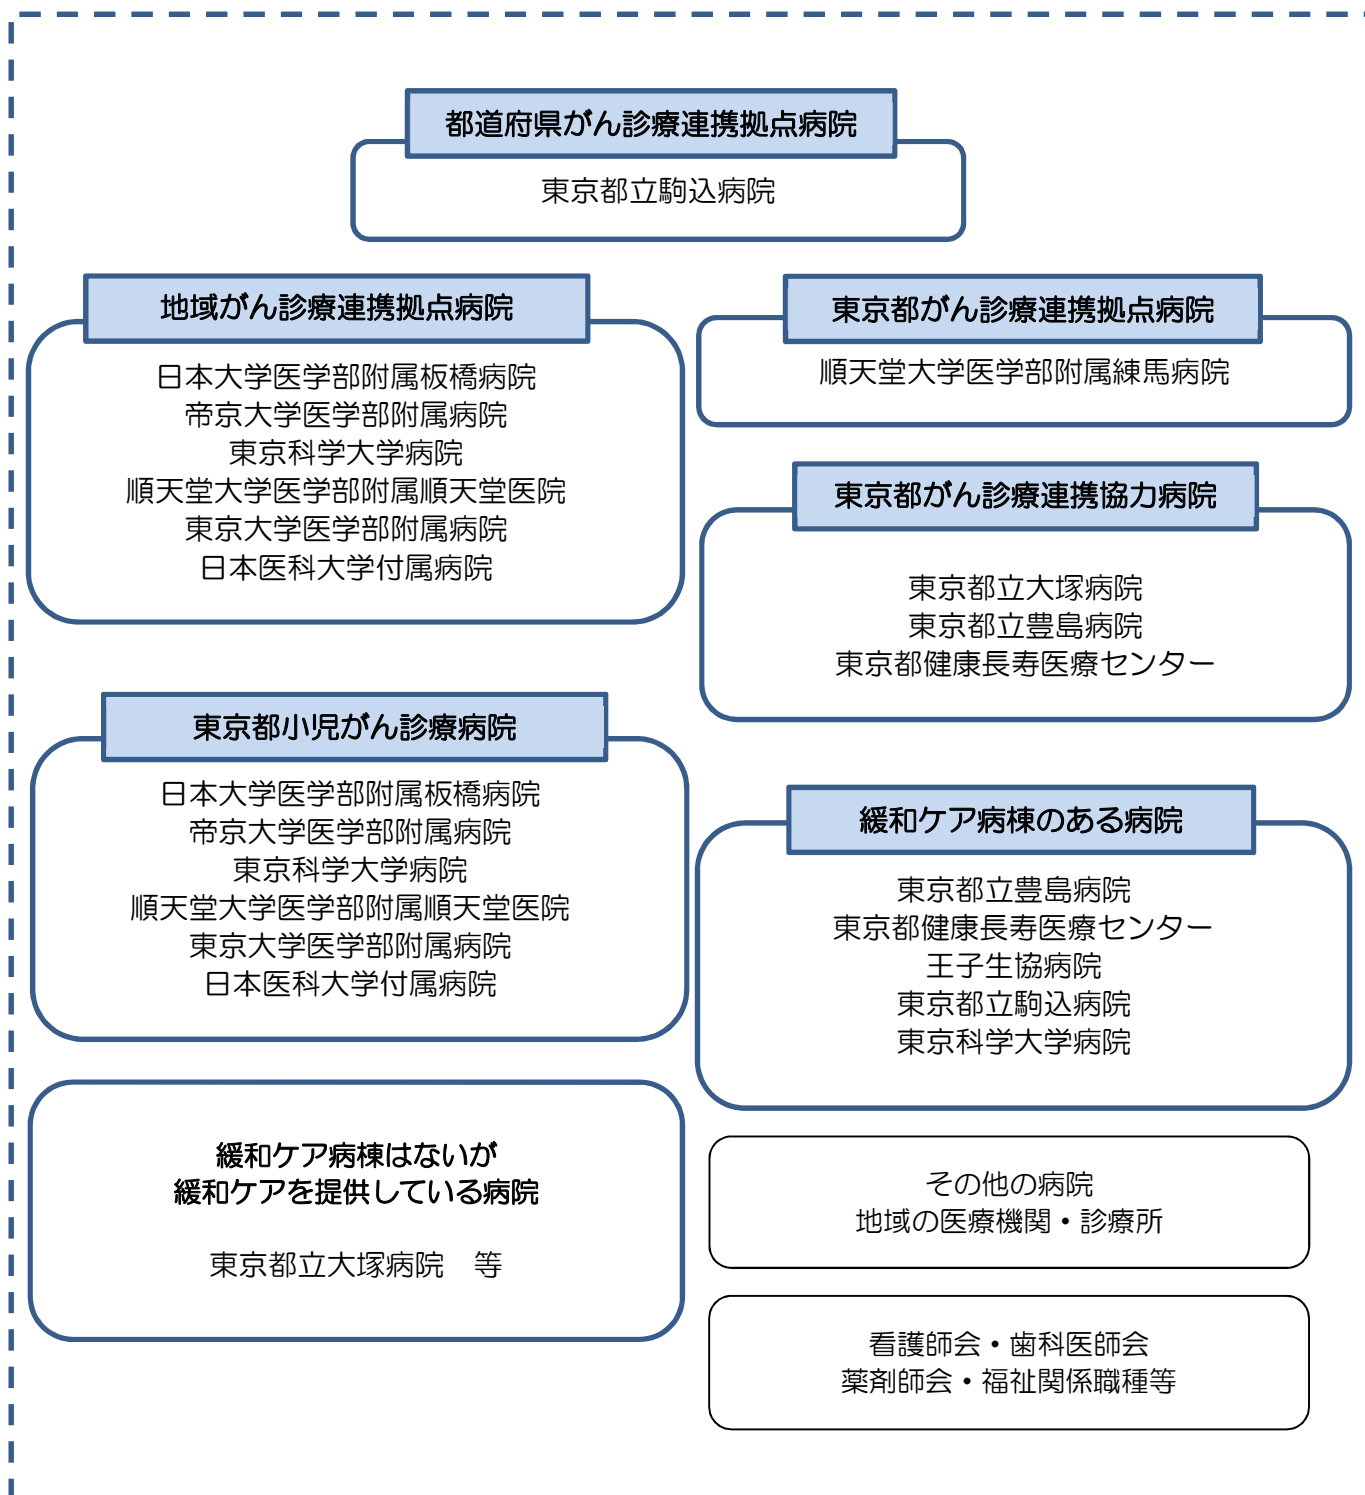 都道府県がん診療連携拠点病院
東京都立駒込病院
地域がん診療連携拠点病院
日本大学医学部附属板橋病院
帝京大学医学部附属病院
東京科学大学病院
順天堂大学医学部附属順天堂医院
東京大学医学部附属病院
日本医科大学付属病院
東京都がん診療連携拠点病院
順天堂大学医学部附属練馬病院
東京都がん診療連携協力病院
東京都立大塚病院
東京都立豊島病院
東京都健康長寿医療センター
東京都小児がん診療病院
日本大学医学部附属板橋病院
帝京大学医学部附属病院
東京科学大学病院
順天堂大学医学部附属順天堂医院
東京大学医学部附属病院
日本医科大学付属病院
緩和ケア病棟のある病院
東京都立豊島病院
東京都健康長寿医療センター
王子生協病院
東京都立駒込病院
東京科学大学病院
緩和ケア病棟はないが
緩和ケアを提供している病院
東京都立大塚病院　等
その他の病院
地域の医療機関・診療所
看護師会・歯科医師会
薬剤師会・福祉関係職種等